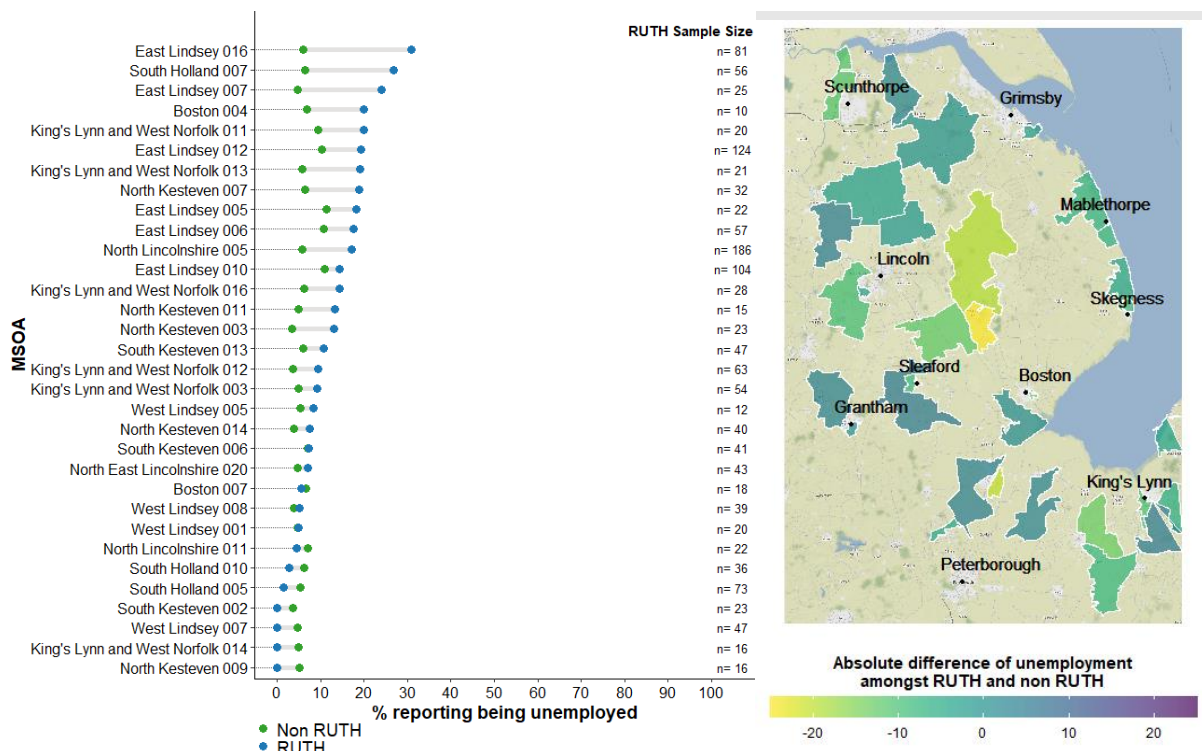 RUTH Sample Size
East Lindsey 016 n= 81
South Holland 007 n= 56
East Lindsey 007 n= 25
Boston 004 n= 10
King's Lynn and West Norfolk 011 n= 20
East Lindsey 012 n= 124
King's Lynn and West Norfolk 013 n= 21
North Kesteven 007 n= 32
East Lindsey 005 n= 22
East Lindsey 006 n= 57
North Lincolnshire 005 n= 186
East Lindsey 010 n= 104
King's Lynn and West Norfolk 016 n= 28
North Kesteven 011 n= 15
North Kesteven 003 n= 23
South Kesteven 013 n= 47
King's Lynn and West Norfolk 012 n= 63
King's Lynn and West Norfolk 003 n= 54
West Lindsey 005 n= 12
North Kesteven 014 n= 40
South Kesteven 006 n= 41
North East Lincolnshire 020 n= 43
Boston 007 n= 18
West Lindsey 008 n= 39
West Lindsey 001 n= 20
North Lincolnshire 011 n= 22
South Holland 010 n= 36
South Holland 005 n= 73
South Kesteven 002 n= 23
West Lindsey 007 n= 47
King's Lynn and West Norfolk 014 n= 16
North Kesteven 009 n= 16
MSOA
0 10 20 30 40 50 60 70 80 90 100
% reporting being unemployed
Non RUTH
RUTH
Scunthorpe
Grimsby
Mablethorpe
Lincoln
Skegness
Sleaford
Boston
Grantham
King's Lynn
Peterborough
Absolute difference of unemployment
amongst RUTH and non RUTH
-20 -10 0 10 20